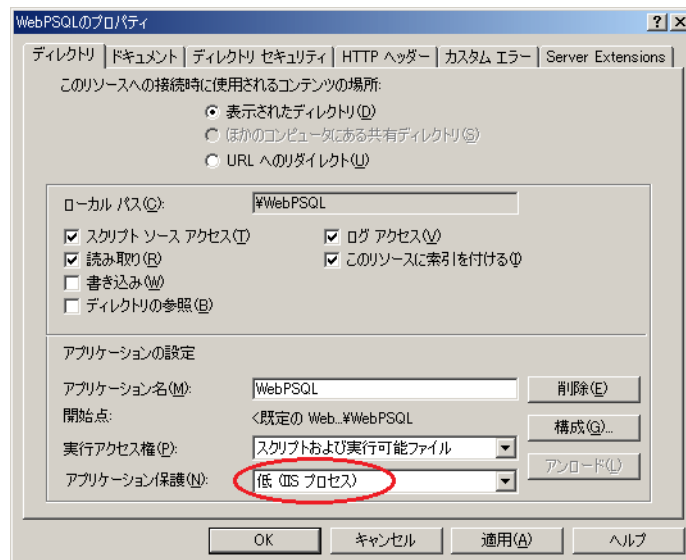 WebPSQLのプロパティ
ディレクトリ ドキュメント ディレクトリ セキュリティ HTTP ヘッダー カスタム エラー Server Extensions
このリソースへの接続時に使用されるコンテンツの場所:
表示されたディレクトリ(D)
ほかのコンピュータにある共有ディレクトリ(S)
URL へのリダイレクト(U)
ローカル パス(C): ¥WebPSQL
スクリプト ソース アクセス(T) ログ アクセス(V)
読み取り(R) このリソースに索引を付ける(I)
書き込み(W)
ディレクトリの参照(B)
アプリケーションの設定
アプリケーション名(M): WebPSQL 削除(E)
開始点: <既定の Web...¥WebPSQL 構成(G)...
実行アクセス権(P): スクリプトおよび実行可能ファイル
アプリケーション保護(N): 低 (IIS プロセス) アンロード(L)
OK キャンセル 適用(A) ヘルプ